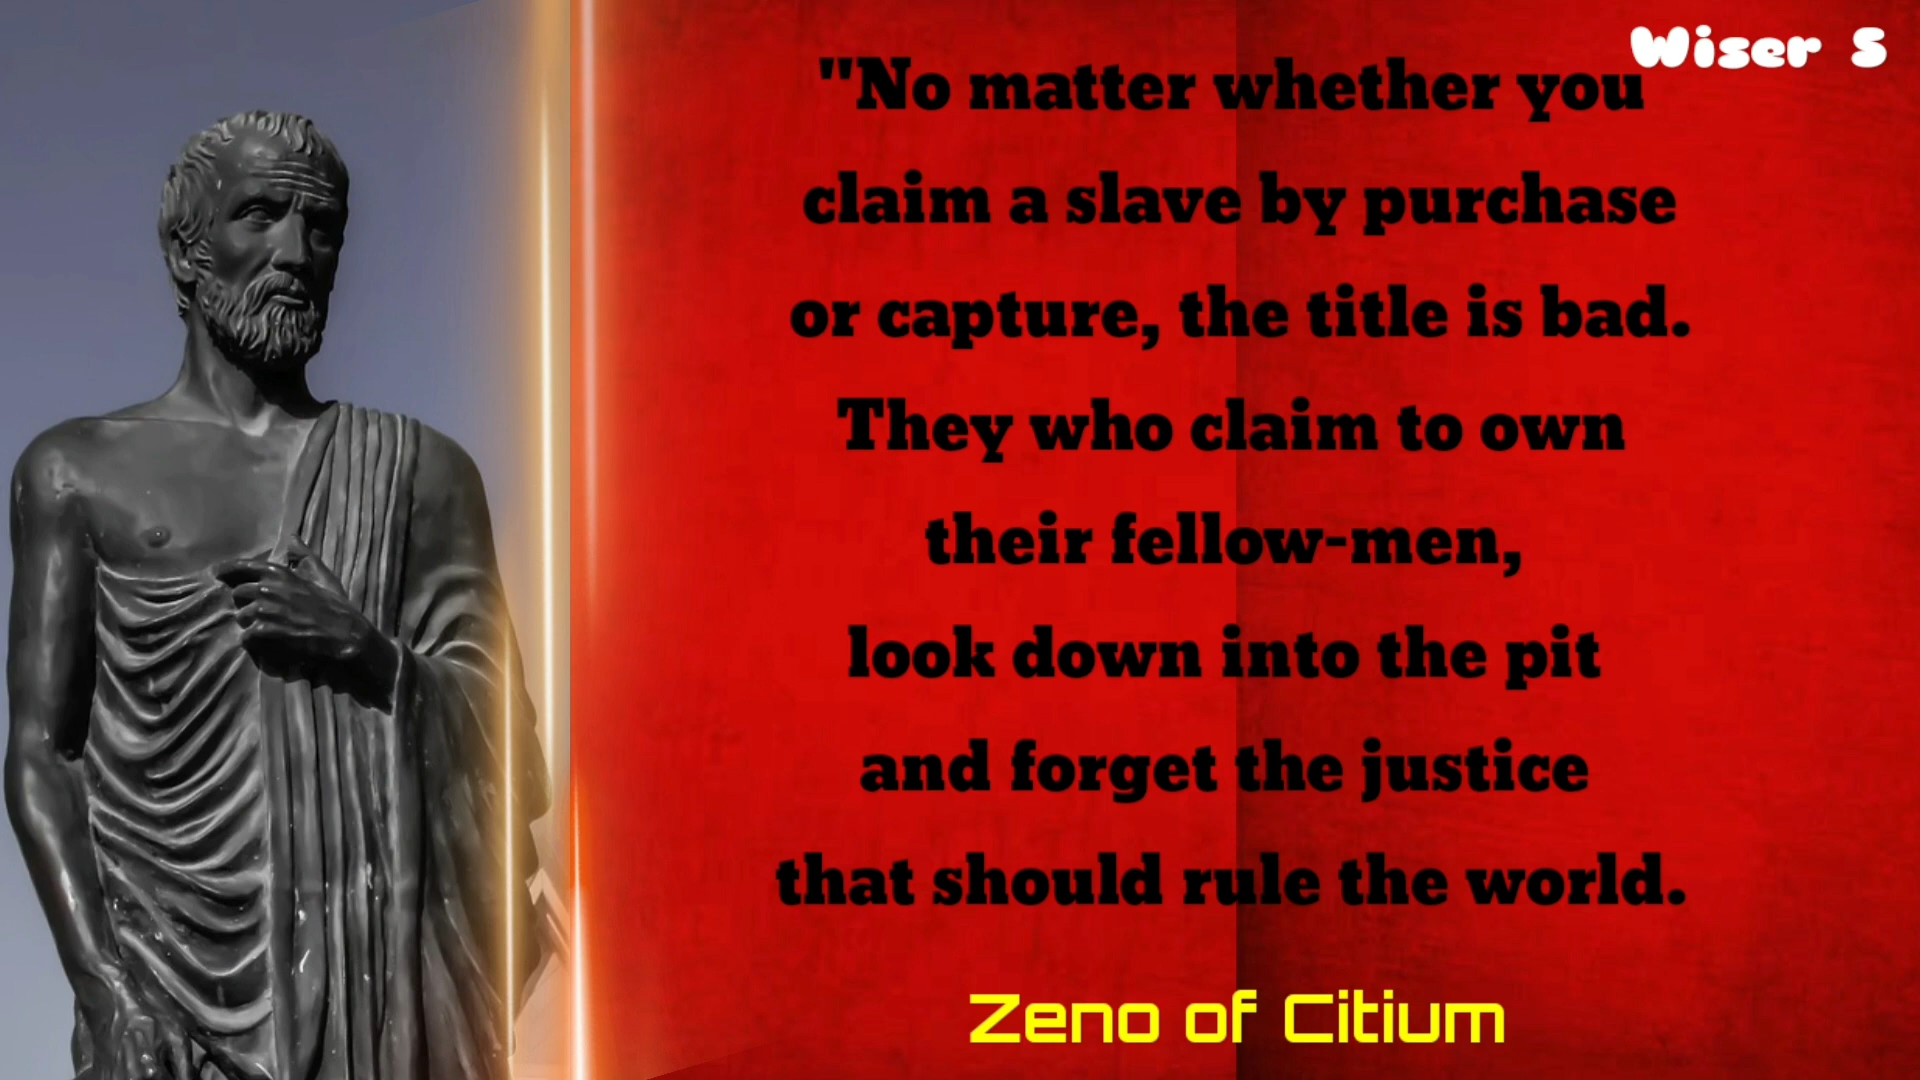 Wiser S
"No matter whether you
claim a slave by purchase
or capture, the title is bad.
They who claim to own
their fellow-men,
look down into the pit
and forget the justice
that should rule the world.
Zeno of Citium